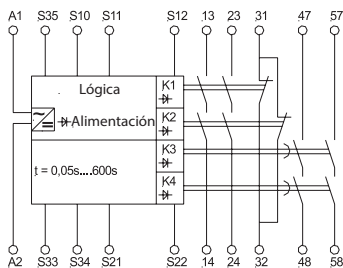 A1 S35 S10 S11 S12 13 23 31 47 57
Lógica
K1
Alimentación
K2
K3
t = 0,05s....600s
K4
A2 S33 S34 S21 S22 14 24 32 48 58